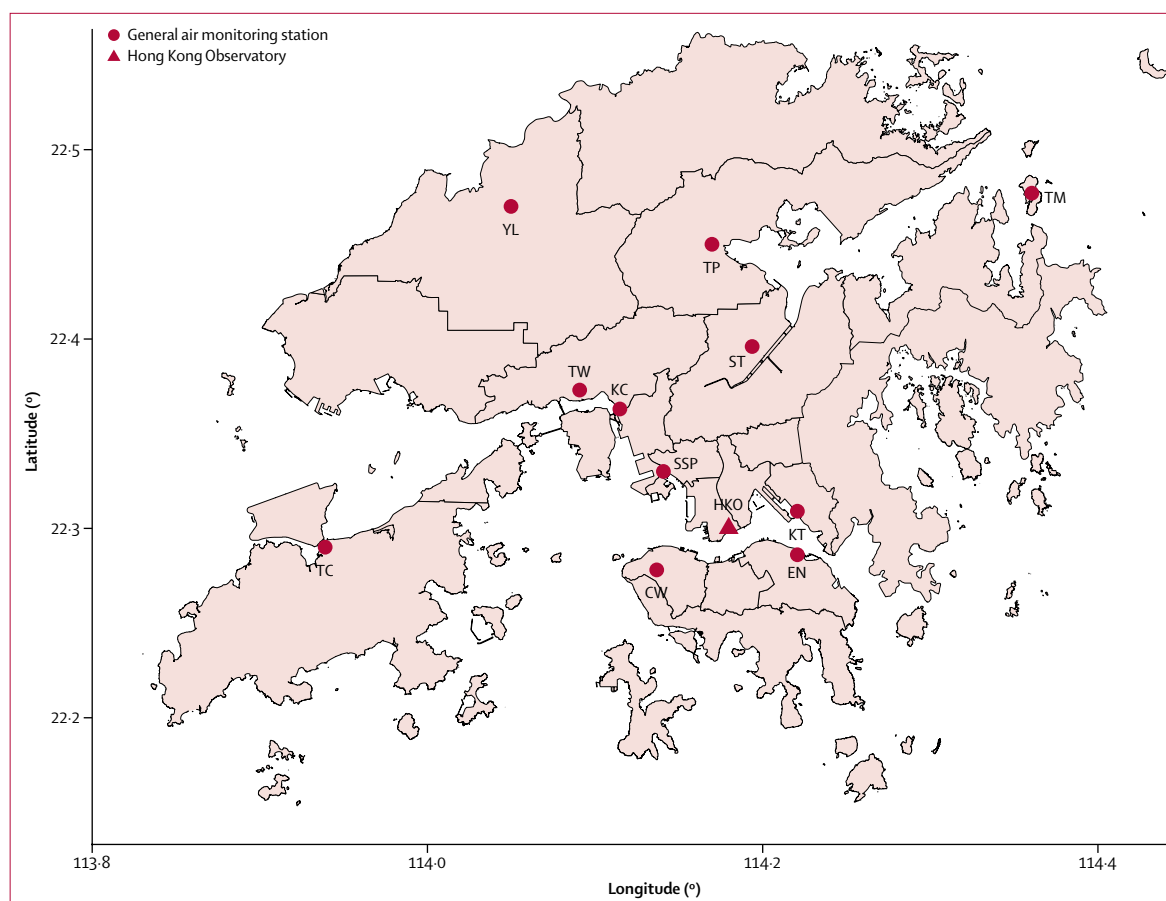 General air monitoring station
Hong Kong Observatory
22·5
TM
YL
TP
22·4
ST
TW
KC
Latitude (º)
SSP
HKO
22·3
KT
TC
EN
CW
22·2
113·8
114·0
114·2
114·4
Longitude (º)